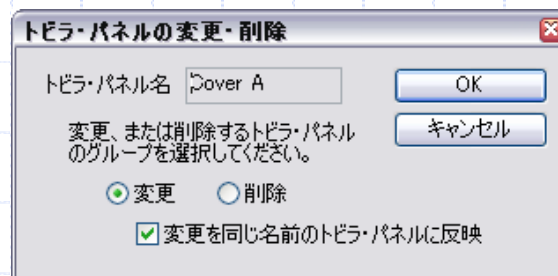 トビラ・パネルの変更・削除
トビラ・パネル名 Cover A
OK
キャンセル
変更、または削除するトビラ・パネル
のグループを選択してください。
変更 削除
変更を同じ名前のトビラ・パネルに反映